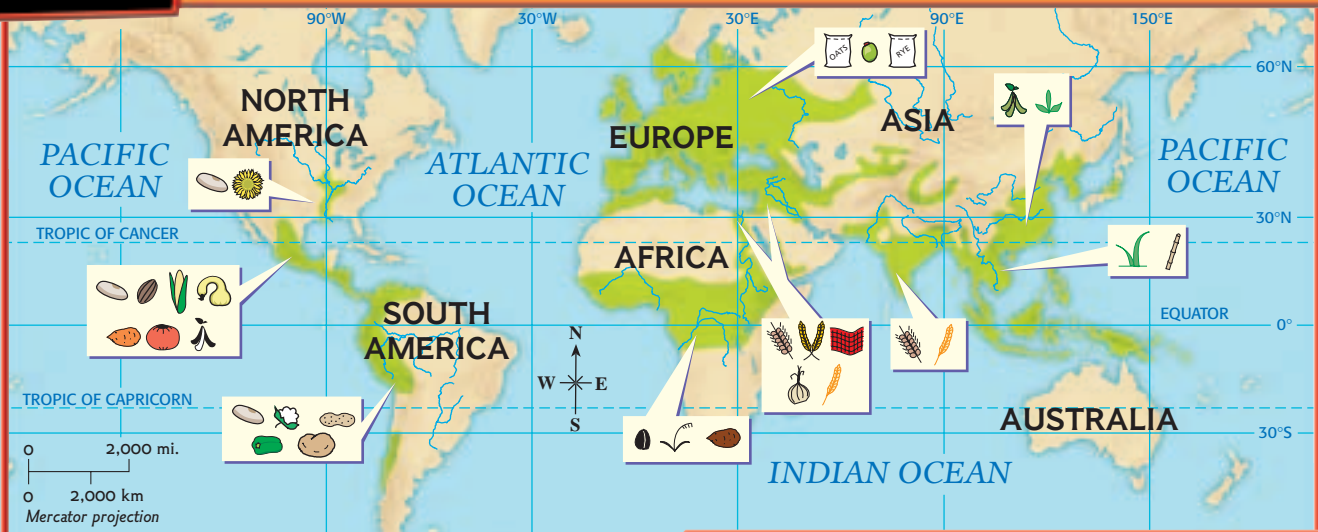 90°W
30°W
30°E
90°E
150°E
OATS
RYE
60°N
NORTH
AMERICA
ASIA
EUROPE
PACIFIC
OCEAN
ATLANTIC
OCEAN
PACIFIC
OCEAN
30°N
TROPIC OF CANCER
AFRICA
SOUTH
AMERICA
EQUATOR
0°
N
W
E
S
TROPIC OF CAPRICORN
AUSTRALIA
30°S
INDIAN OCEAN
0
2,000 mi.
0
2,000 km
Mercator projection